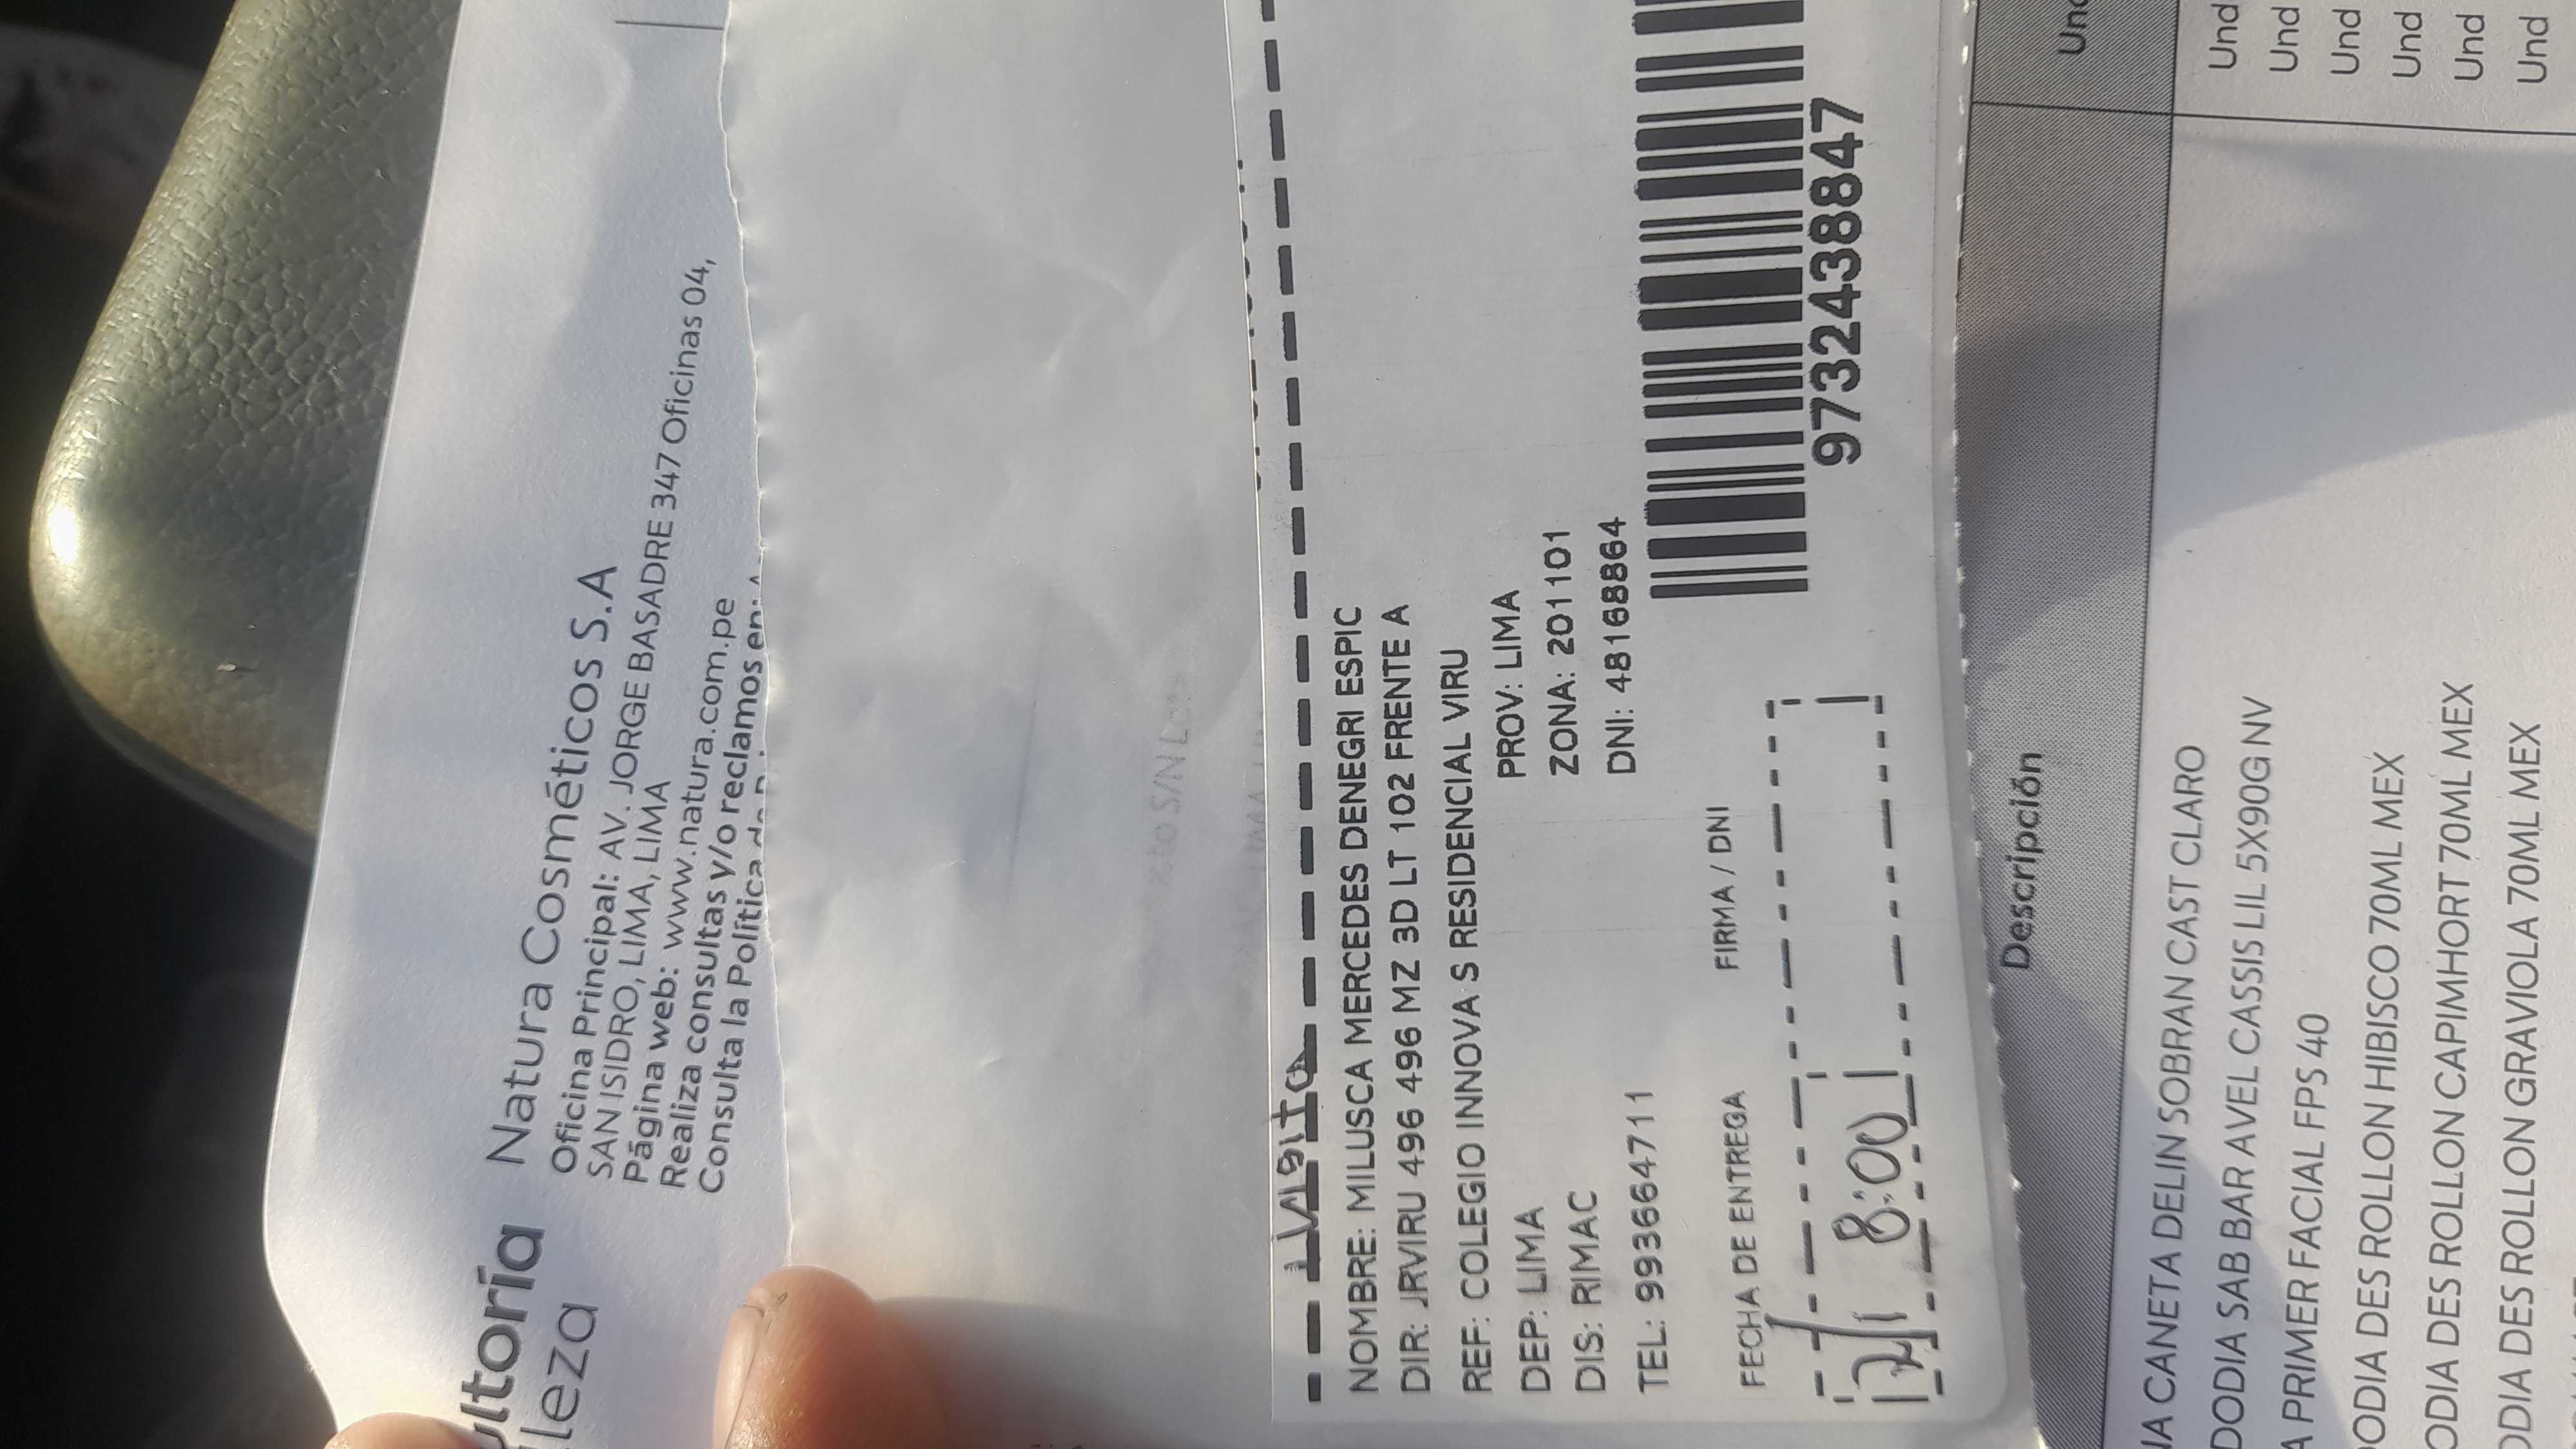 ultoría
leza
Natura Cosméticos S.A
Oficina Principal: AV. JORGE BASADRE 347 Oficinas 04,
SAN ISIDRO, LIMA, LIMA
Página web: www.natura.com.pe
Realiza consultas y/o reclamos en:
Consulta la Política de
NOMBRE: MILUSCA MERCEDES DENEGRI ESPIC
DIR: JRVIRU 496 496 496 MZ 3D LT 102 FRENTE A
REF: COLEGIO INNOVA S RESIDENCIAL VIRU
DEP: LIMA PROV: LIMA
DIS: RIMAC ZONA: 201101
TEL: 993664711 DNI: 48168864
FECHA DE ENTREGA FIRMA / DNI
8:00
9732438847
Descripción Und
IA CANETA DELIN SOBRAN CAST CLARO Und
DODIA SAB BAR AVEL CASSIS LIL 5X90G NV Und
A PRIMER FACIAL FPS 40 Und
ODIA DES ROLLON HIBISCO 70ML MEX Und
ODIA DES ROLLON CAPIMHORT 70ML MEX Und
ODIA DES ROLLON GRAVIOLA 70ML MEX Und